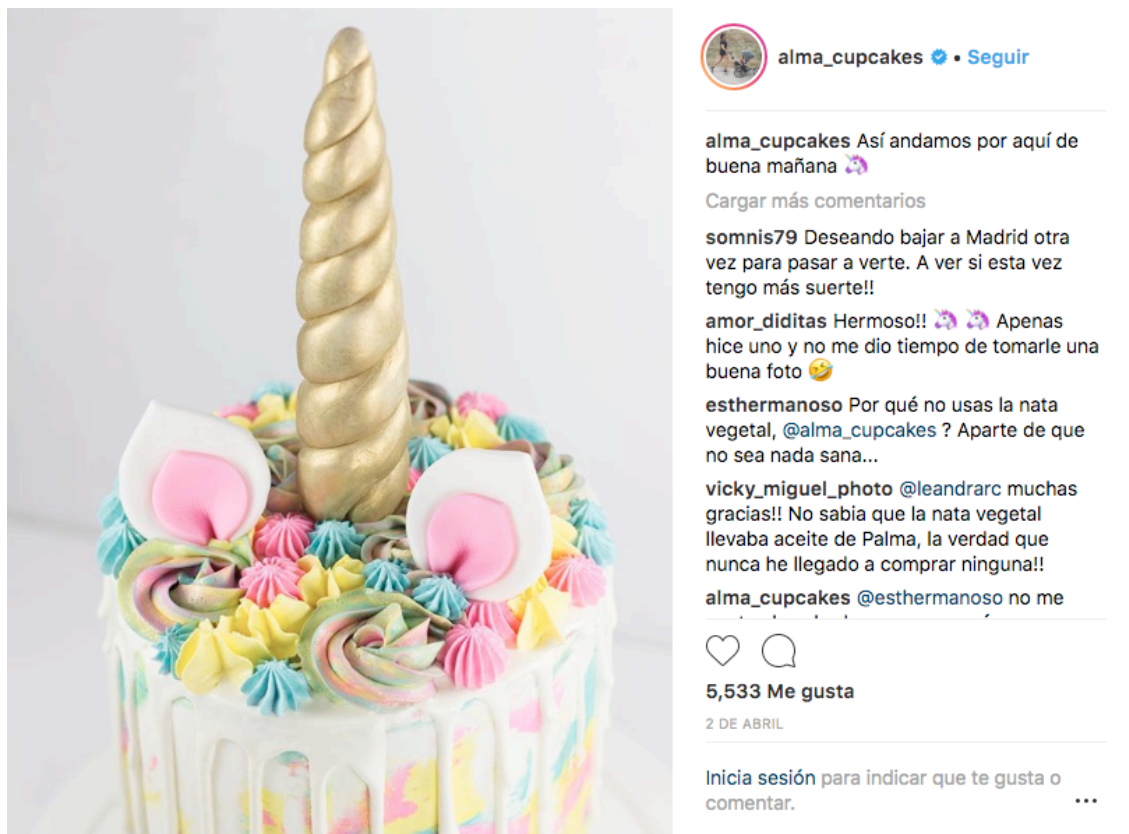 alma_cupcakes • Seguir
alma_cupcakes Así andamos por aquí de
buena mañana 🦄
Cargar más comentarios
somnis79 Deseando bajar a Madrid otra
vez para pasar a verte. A ver si esta vez
tengo más suerte!!
amor_diditas Hermoso!! 🦄 🦄 Apenas
hice uno y no me dio tiempo de tomarle una
buena foto 🤣
esthermanoso Por qué no usas la nata
vegetal, @alma_cupcakes ? Aparte de que
no sea nada sana...
vicky_miguel_photo @leandrarc muchas
gracias!! No sabia que la nata vegetal
llevaba aceite de Palma, la verdad que
nunca he llegado a comprar ninguna!!
alma_cupcakes @esthermanoso no me
5,533 Me gusta
2 DE ABRIL
Inicia sesión para indicar que te gusta o
comentar.